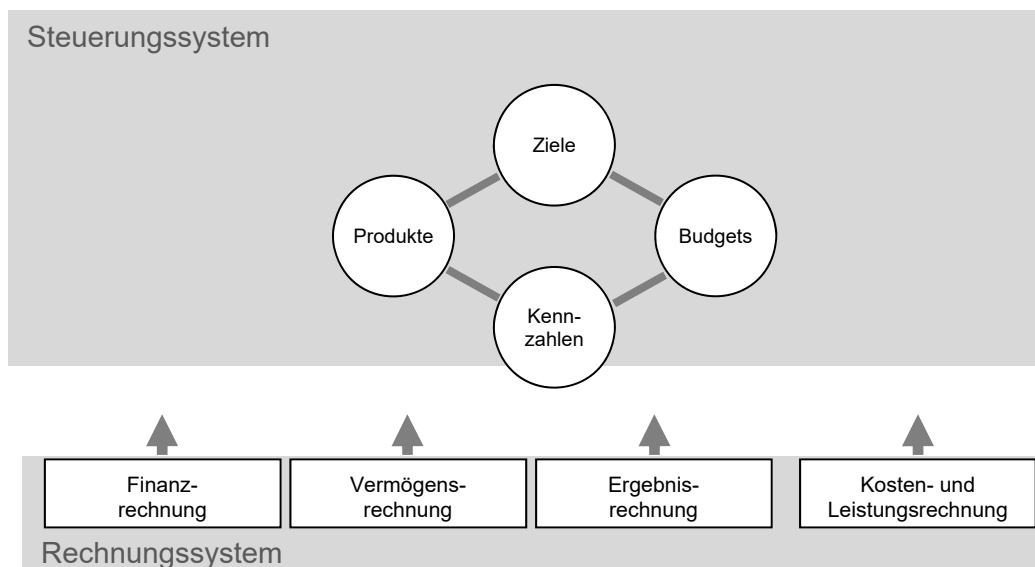 Steuerungssystem
Ziele
Produkte
Budgets
Kenn-
zahlen
Finanz-
rechnung
Vermögens-
rechnung
Ergebnis-
rechnung
Kosten- und
Leistungsrechnung
Rechnungssystem